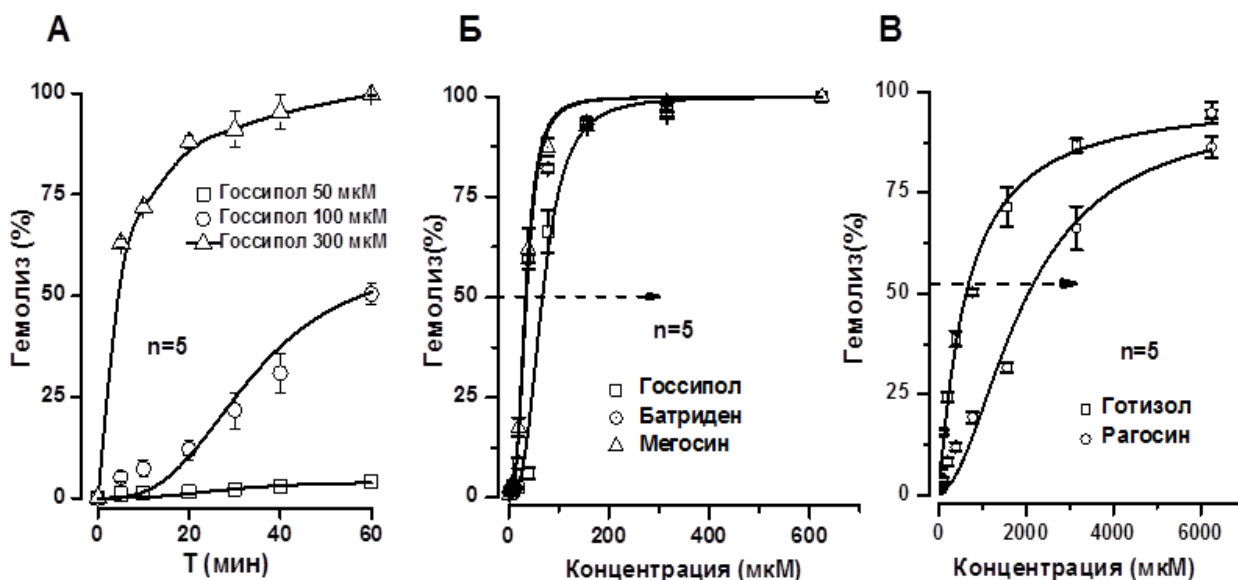 А
Гемолиз (%)
100
75
50
25
0
Госсипол 50 мкМ
Госсипол 100 мкМ
Госсипол 300 мкМ
n=5
0 20 40 60
Т (мин)
Б
Гемолиз(%)
100
75
50
25
0
n=5
Госсипол
Батриден
Мегосин
0 200 400 600
Концентрация (мкМ)
В
Гемолиз(%)
100
75
50
25
0
n=5
Готизол
Рагосин
0 2000 4000 6000
Концентрация (мкМ)